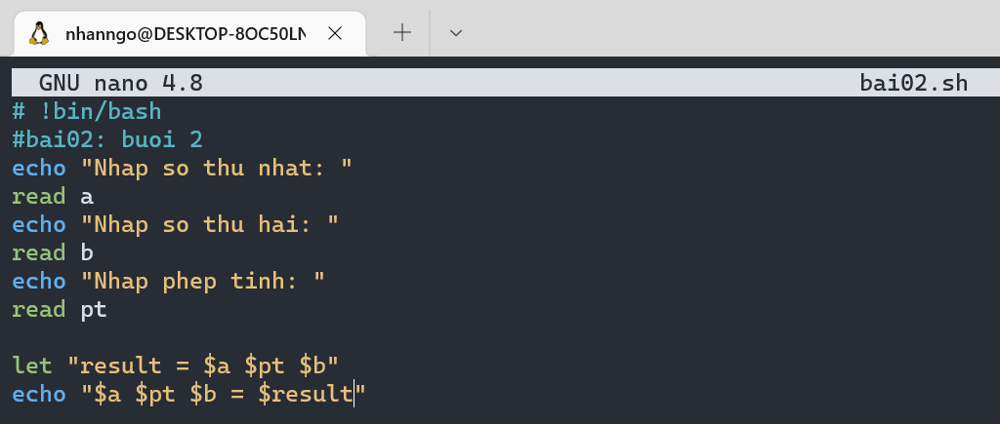 nhanngo@DESKTOP-8OC50LN
GNU nano 4.8 bai02.sh
# !bin/bash
#bai02: buoi 2
echo "Nhap so thu nhat: "
read a
echo "Nhap so thu hai: "
read b
echo "Nhap phep tinh: "
read pt
let "result = $a $pt $b"
echo "$a $pt $b = $result"